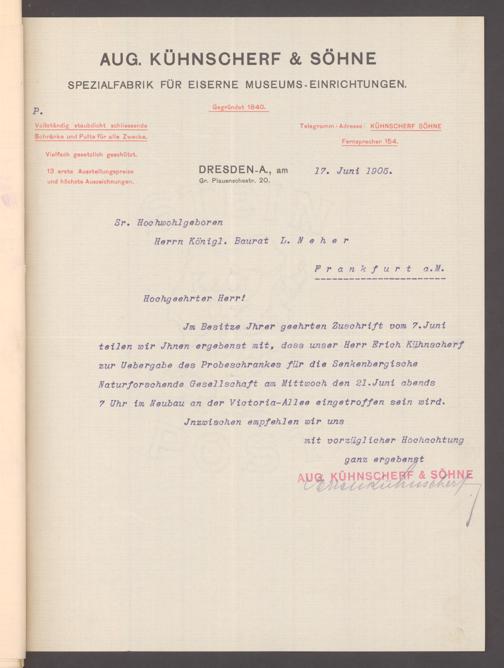 AUG. KÜHNSCHERF & SÖHNE
SPEZIALFABRIK FÜR EISERNE MUSEUMS-EINRICHTUNGEN.
Gegründet 1840.
P.
Vollständig staubdicht schliessende
Schränke und Pulte für alle Zwecke.
Vielfach gesetzlich geschützt.
13 erste Ausstellungspreise
und höchste Auszeichnungen.
Telegramm-Adresse: KÜHNSCHERF SÖHNE
Fernsprecher 154.
DRESDEN-A., am 17. Juni 1905.
Gr. Plauenschestr. 20.
Sr. Hochwohlgeboren
Herrn Königl. Baurat L. Neher
Frankfurt a.M.
Hochgeehrter Herr!
Jm Besitze Jhrer geehrten Zuschrift vom 7.Juni
teilen wir Jhnen ergebenst mit, dass unser Herr Erich Kühnscherf
zur Uebergabe des Probeschrankes für die Senkenbergische
Naturforschende Gesellschaft am Mittwoch den 21.Juni abends
7 Uhr im Neubau an der Victoria-Allee eingetroffen sein wird.
Jnzwischen empfehlen wir uns
mit vorzüglicher Hochachtung
ganz ergebenst
AUG. KÜHNSCHERF & SÖHNE